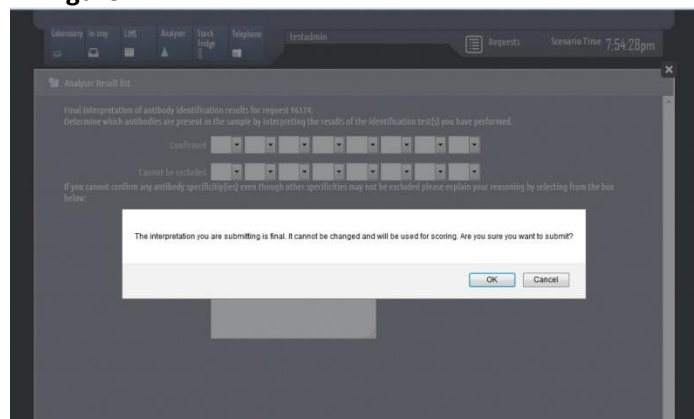 Laboratory In-tray LIMS Analyser Stock Fridge Telephone testadmin Requests Scenario Time 7:54:28pm
Analyser Result list
Final interpretation of antibody identification results for request 96174:
Determine which antibodies are present in the sample by interpreting the results of the identification test(s) you have performed.
Confirmed
Cannot be excluded
If you cannot confirm any antibody specificitiy(ies) even though other specificities may not be excluded please explain your reasoning by selecting from the box
below:
The interpretation you are submitting is final. It cannot be changed and will be used for scoring. Are you sure you want to submit?
OK Cancel